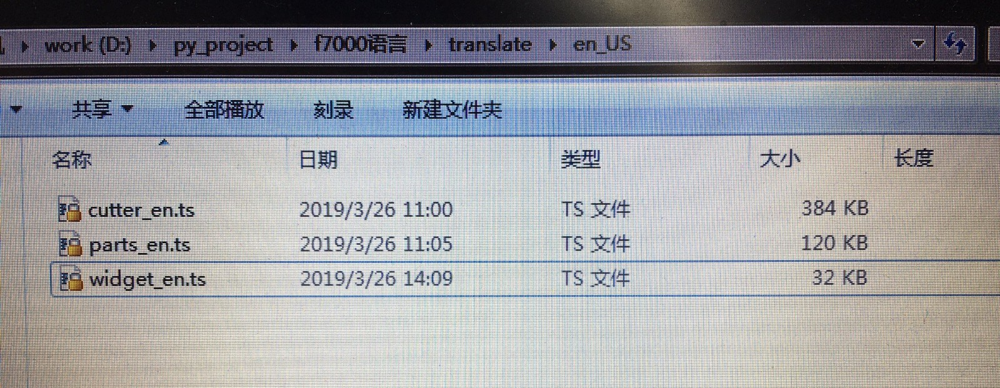 work (D:) py_project f7000语言 translate en_US
共享 全部播放 刻录 新建文件夹
名称 日期 类型 大小 长度
cutter_en.ts 2019/3/26 11:00 TS 文件 384 KB
parts_en.ts 2019/3/26 11:05 TS 文件 120 KB
widget_en.ts 2019/3/26 14:09 TS 文件 32 KB